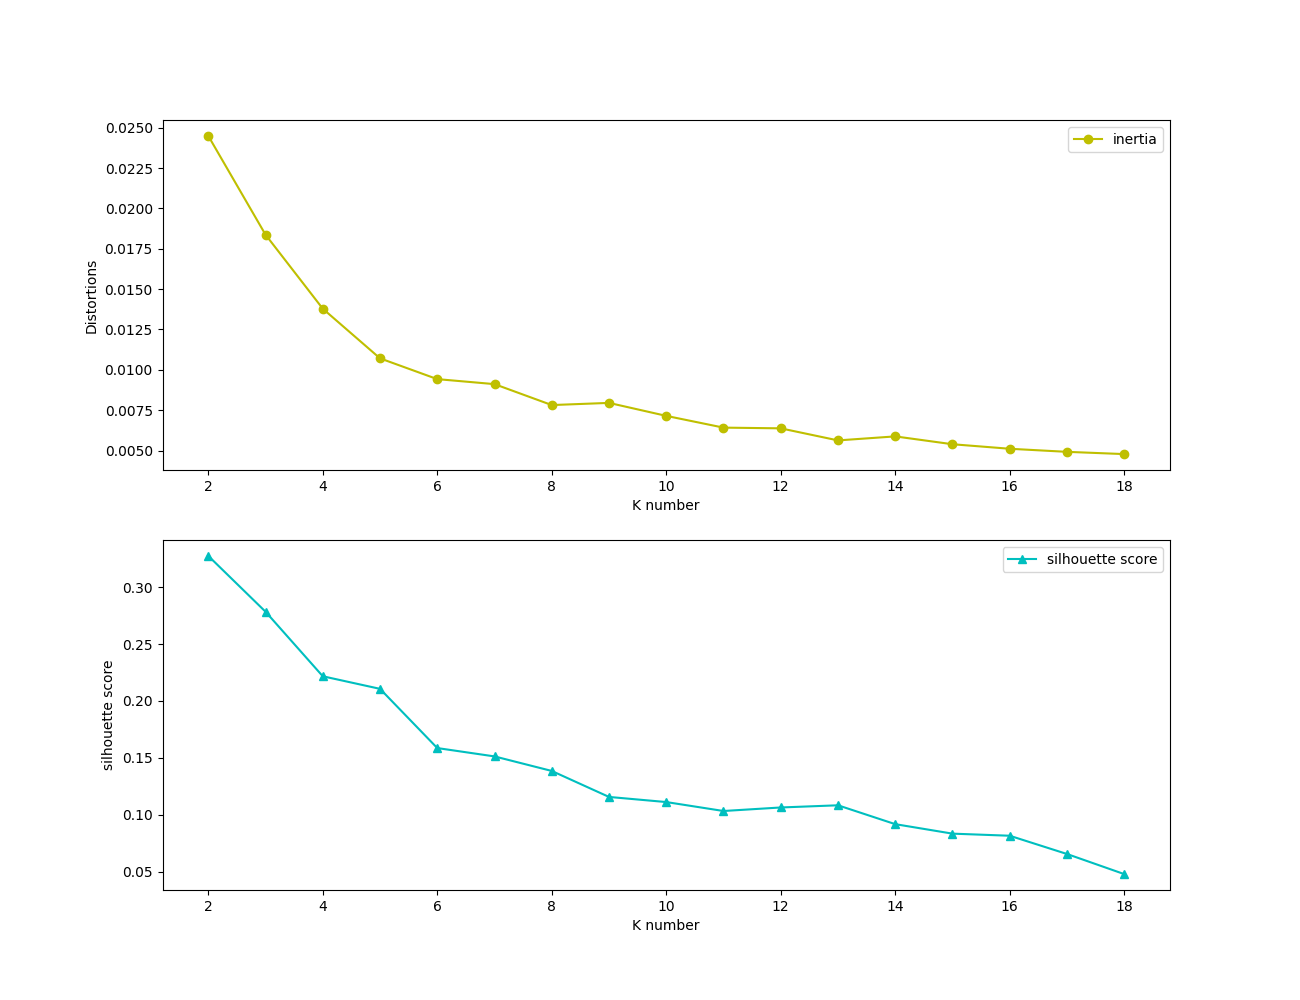 inertia
0.0250
0.0225
0.0200
0.0175
0.0150
0.0125
0.0100
0.0075
0.0050
Distortions
2 4 6 8 10 12 14 16 18
K number
silhouette score
0.30
0.25
0.20
0.15
0.10
0.05
silhouette score
2 4 6 8 10 12 14 16 18
K number